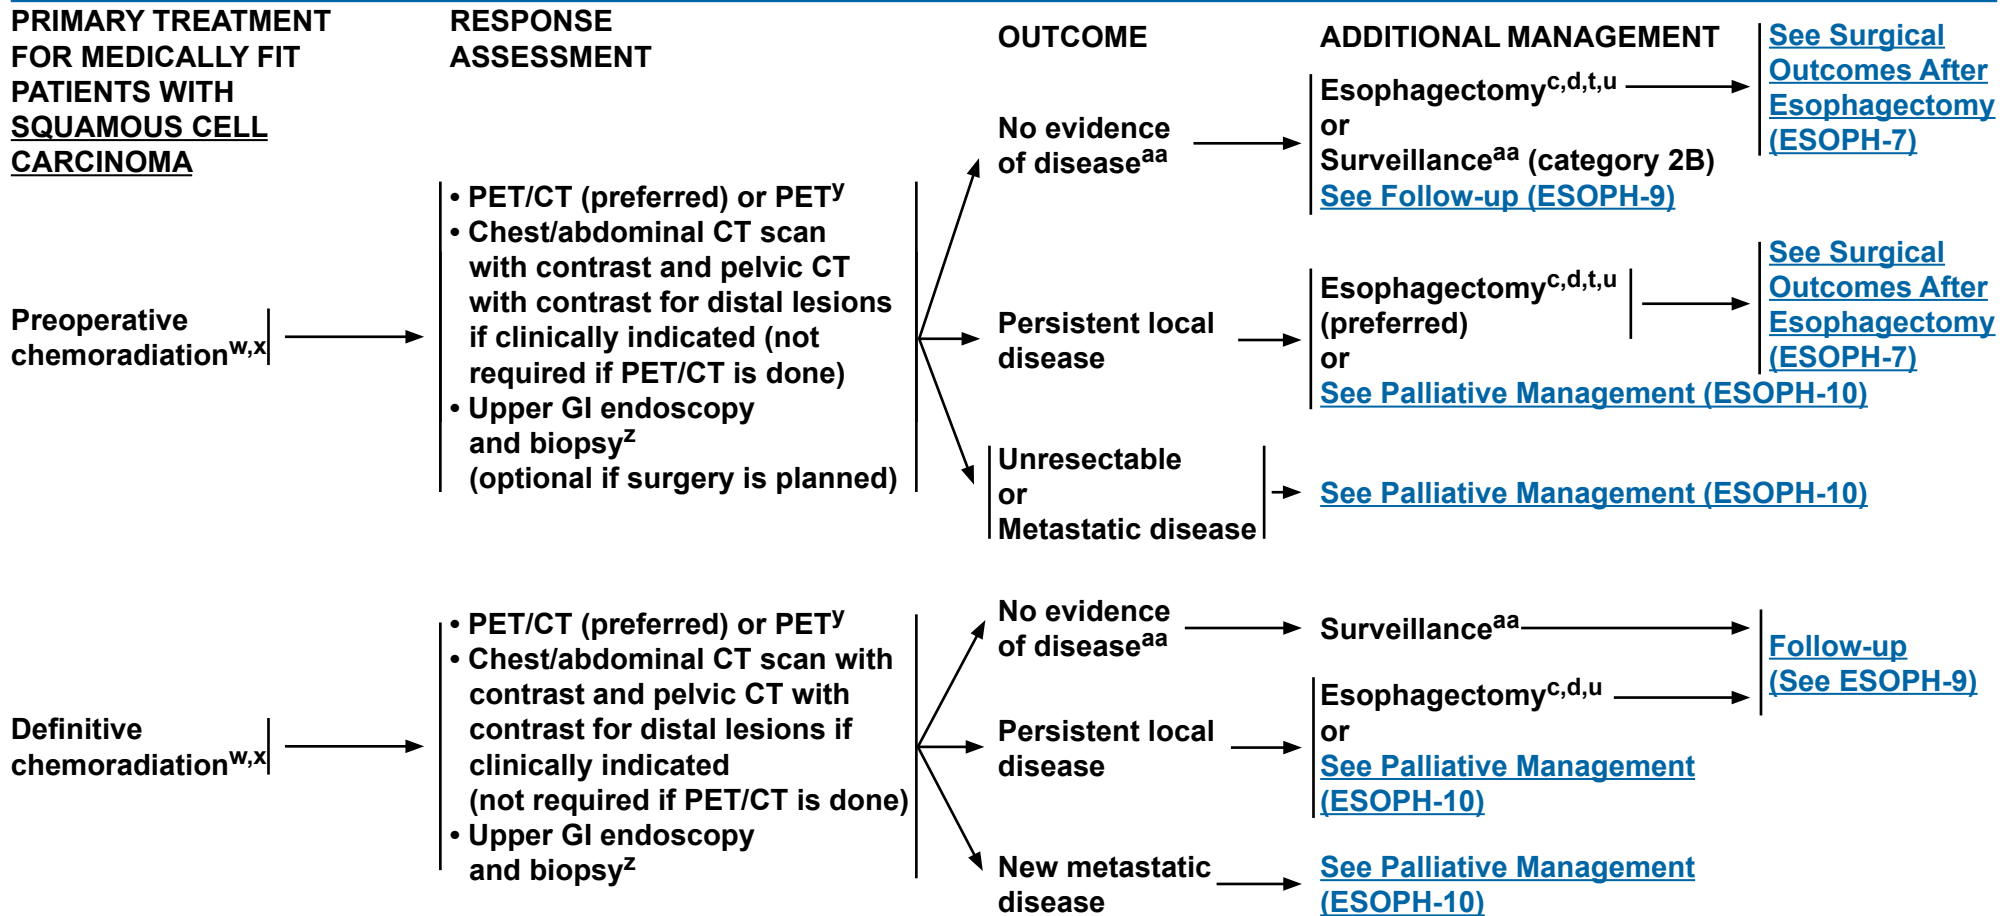 PRIMARY TREATMENT
FOR MEDICALLY FIT
PATIENTS WITH
SQUAMOUS CELL
CARCINOMA
RESPONSE
ASSESSMENT
OUTCOME
ADDITIONAL MANAGEMENT
Preoperative
chemoradiationw,x
• PET/CT (preferred) or PETy
• Chest/abdominal CT scan
with contrast and pelvic CT
with contrast for distal lesions
if clinically indicated (not
required if PET/CT is done)
• Upper GI endoscopy
and biopsyz
(optional if surgery is planned)
No evidence
of diseaseaa
Esophagectomyc,d,t,u
or
Surveillanceaa (category 2B)
See Follow-up (ESOPH-9)
See Surgical
Outcomes After
Esophagectomy
(ESOPH-7)
Persistent local
disease
Esophagectomyc,d,t,u
(preferred)
or
See Palliative Management (ESOPH-10)
See Surgical
Outcomes After
Esophagectomy
(ESOPH-7)
Unresectable
or
Metastatic disease
See Palliative Management (ESOPH-10)
Definitive
chemoradiationw,x
• PET/CT (preferred) or PETy
• Chest/abdominal CT scan with
contrast and pelvic CT with
contrast for distal lesions if
clinically indicated
(not required if PET/CT is done)
• Upper GI endoscopy
and biopsyz
No evidence
of diseaseaa
Surveillanceaa
Persistent local
disease
Esophagectomyc,d,u
or
See Palliative Management
(ESOPH-10)
Follow-up
(See ESOPH-9)
New metastatic
disease
See Palliative Management
(ESOPH-10)